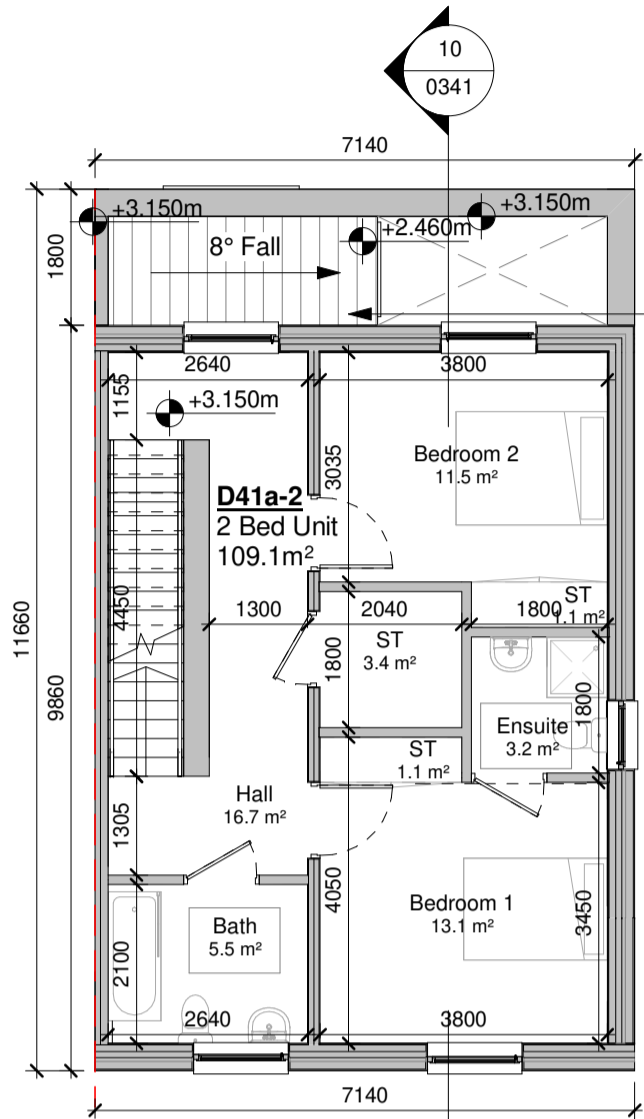 10
0341
7140
+3.150m
+3.150m
+2.460m
8° Fall
1800
2640
3800
1155
+3.150m
Bedroom 2
11.5 m²
3035
D41a-2
2 Bed Unit
109.1m²
4450
1300
2040
1800
ST
1.1 m²
ST
3.4 m²
1800
11660
9860
1800
Ensuite
3.2 m²
ST
1.1 m²
Hall
16.7 m²
1305
4050
Bedroom 1
13.1 m²
3450
Bath
5.5 m²
2100
2640
3800
7140